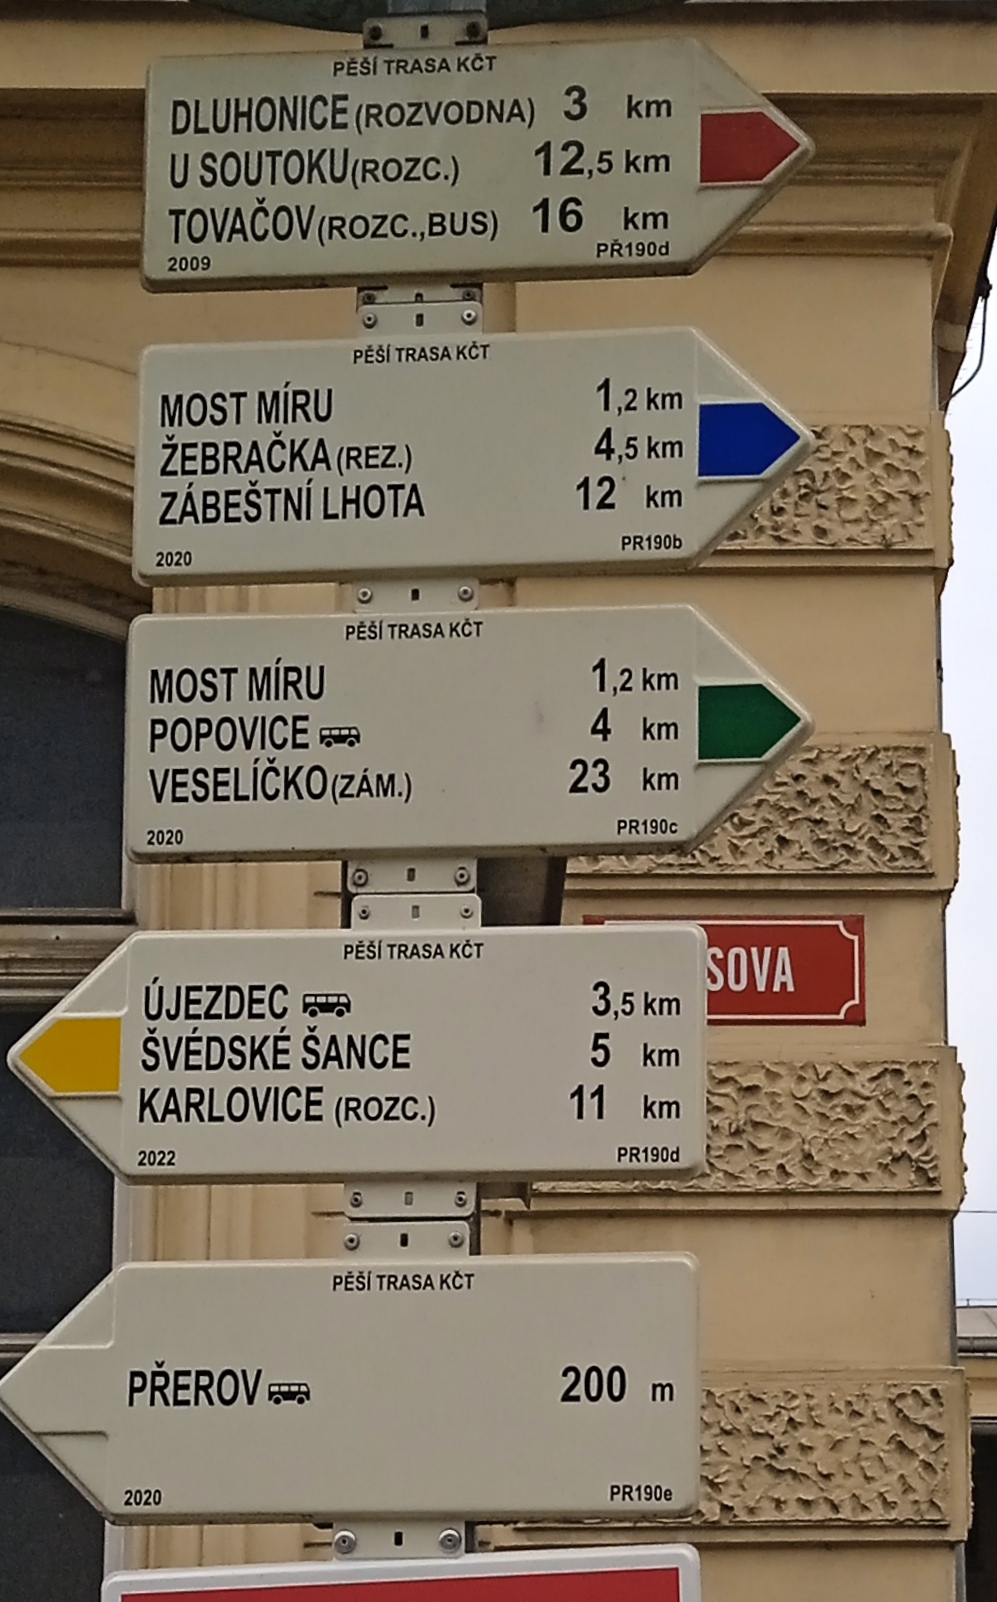 PĚŠÍ TRASA KČT
DLUHONICE (ROZVODNA) 3 km
U SOUTOKU (ROZC.) 12,5 km
TOVAČOV (ROZC.,BUS) 16 km
2009 PŘ190d
PĚŠÍ TRASA KČT
MOST MÍRU 1,2 km
ŽEBRAČKA (REZ.) 4,5 km
ZÁBEŠTNÍ LHOTA 12 km
2020 PR190b
PĚŠÍ TRASA KČT
MOST MÍRU 1,2 km
POPOVICE 4 km
VESELÍČKO (ZÁM.) 23 km
2020 PR190c
SOVA
PĚŠÍ TRASA KČT
ÚJEZDEC 3,5 km
ŠVÉDSKÉ ŠANCE 5 km
KARLOVICE (ROZC.) 11 km
2022 PR190d
PĚŠÍ TRASA KČT
PŘEROV 200 m
2020 PR190e